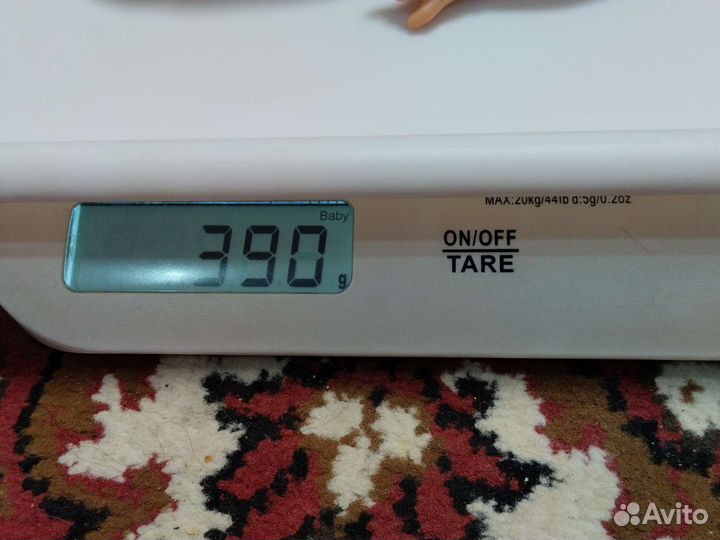 MAX:20kg/44lb d:5g/0.2oz
Baby
390 g
ON/OFF
TARE
Avito